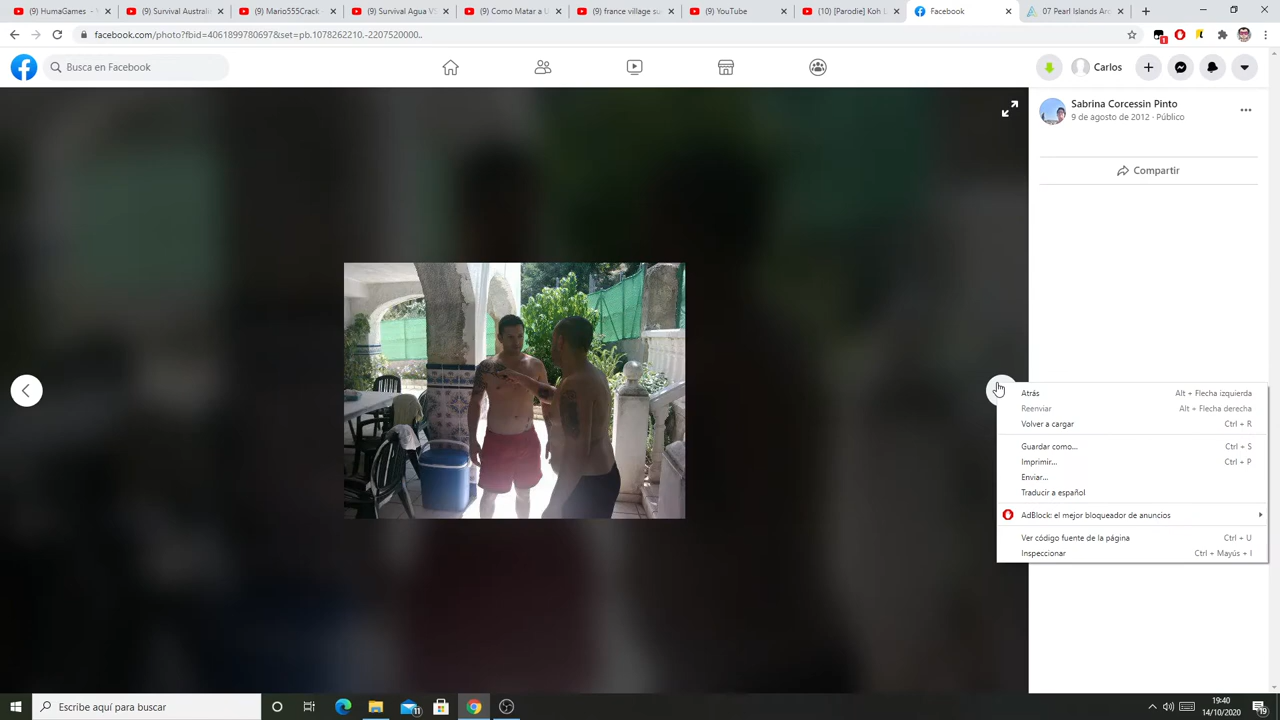 (9) HumaGames - V
(9) Survival Australi
(9) Mario555Crack
(9) Survival Agua V
(9) Como Matar a U
(9) france village su
(9) YouTube
(10) [Parodie] Koh L
Facebook
07 Pearl Islands Arc
facebook.com/photo?fbid=4061899780697&set=pb.1078262210.-2207520000..
1
Busca en Facebook
Carlos
Sabrina Corcessin Pinto
9 de agosto de 2012 · Público
Compartir
Atrás Alt + Flecha izquierda
Reenviar Alt + Flecha derecha
Volver a cargar Ctrl + R
Guardar como... Ctrl + S
Imprimir... Ctrl + P
Enviar...
Traducir a español
AdBlock: el mejor bloqueador de anuncios
Ver código fuente de la página Ctrl + U
Inspeccionar Ctrl + Mayús + I
Escribe aquí para buscar
11
19:40
14/10/2020
19